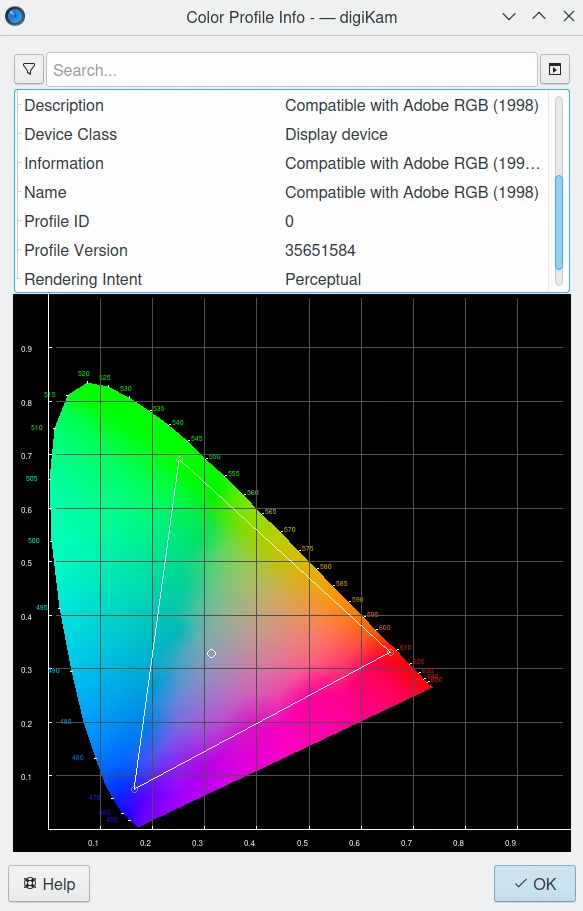 Color Profile Info - — digiKam
Search...
Description Compatible with Adobe RGB (1998)
Device Class Display device
Information Compatible with Adobe RGB (199...
Name Compatible with Adobe RGB (1998)
Profile ID 0
Profile Version 35651584
Rendering Intent Perceptual
0.9
520 525
515 530
0.8 535
540
510 545
0.7 550
505 555
560
0.6 565
500 570
575
0.5 580
585
590
495 0.4 595
600
610
0.3 620
490
0.2 485
480
0.1
470
0.1 0.2 0.3 0.4 0.5 0.6 0.7 0.8 0.9
Help OK